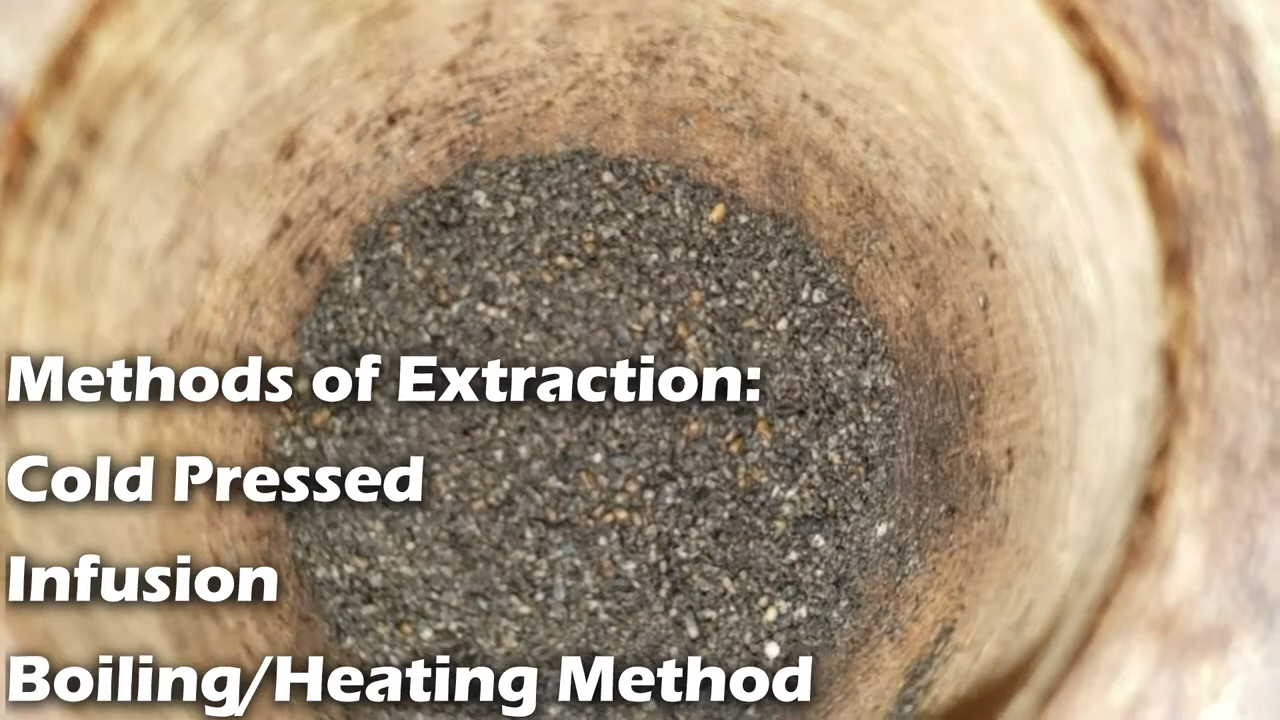 Methods of Extraction:
Cold Pressed
Infusion
Boiling/Heating Method